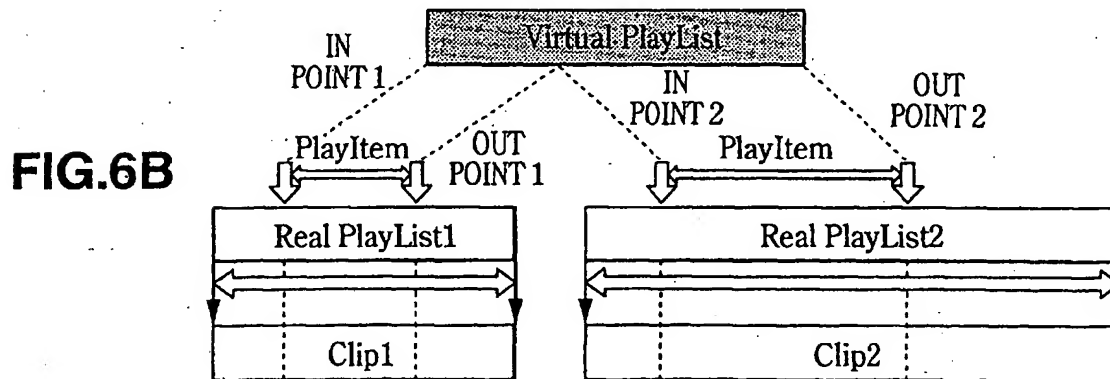 Virtual PlayList
IN
POINT 1
IN
POINT 2
OUT
POINT 2
PlayItem
OUT
POINT 1
PlayItem
FIG.6B
Real PlayList1
Real PlayList2
Clip1
Clip2